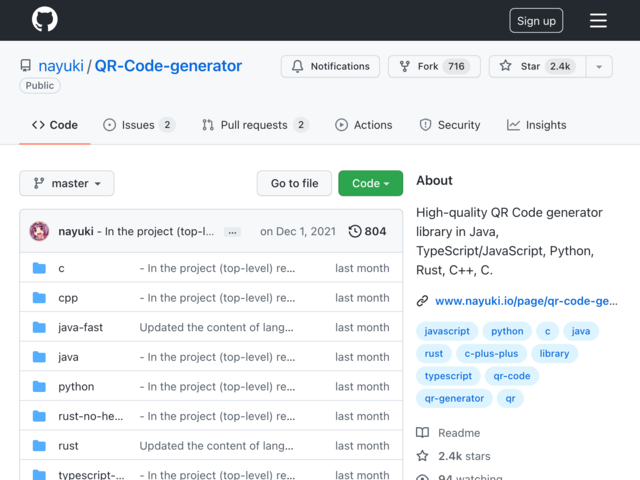 Sign up
nayuki / QR-Code-generator
Public
Notifications
Fork 716
Star 2.4k
Code
Issues 2
Pull requests 2
Actions
Security
Insights
master
Go to file
Code
nayuki - In the project (top-l... ... on Dec 1, 2021 804
c - In the project (top-level) re... last month
cpp - In the project (top-level) re... last month
java-fast Updated the content of lang... last month
java - In the project (top-level) re... last month
python - In the project (top-level) re... last month
rust-no-he... - In the project (top-level) re... last month
rust Updated the content of lang... last month
typescript-... - In the project (top-level) re... last month
About
High-quality QR Code generator
library in Java,
TypeScript/JavaScript, Python,
Rust, C++, C.
www.nayuki.io/page/qr-code-ge...
javascript python c java
rust c-plus-plus library
typescript qr-code
qr-generator qr
Readme
2.4k stars
94 watching